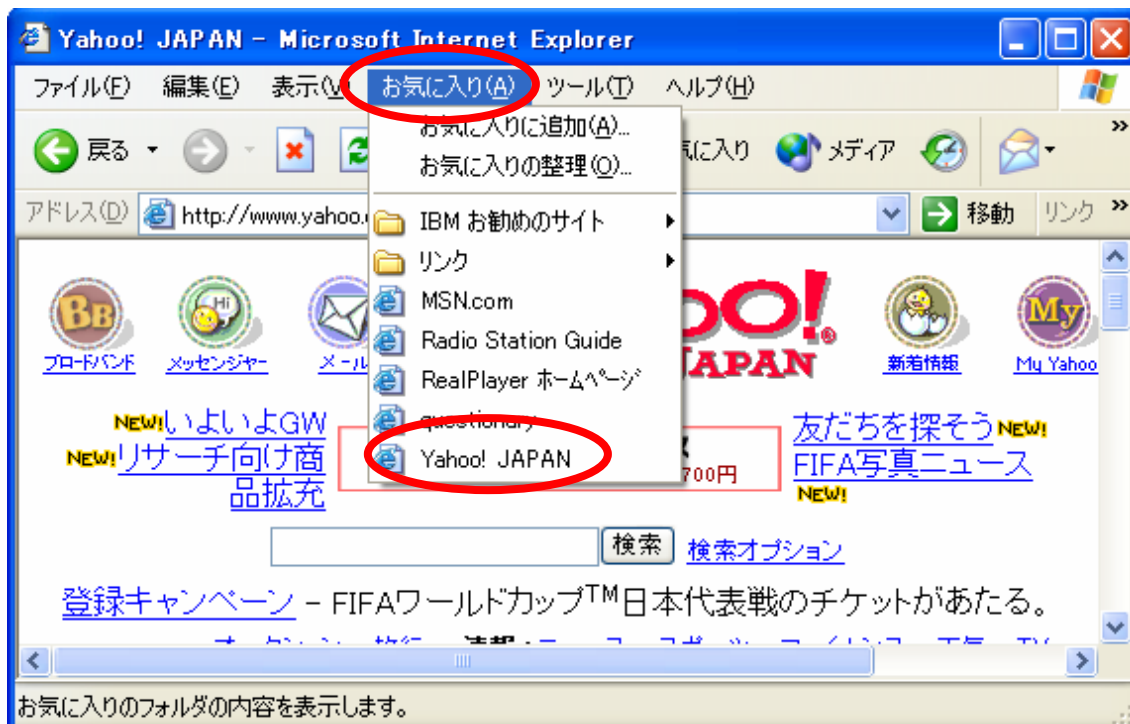 Yahoo! JAPAN - Microsoft Internet Explorer
ファイル(F) 編集(E) 表示(V) お気に入り(A) ツール(T) ヘルプ(H)
戻る メディア
お気に入りに追加(A)...
お気に入りの整理(O)...
アドレス(D) http://www.yahoo. 移動 リンク
IBM お勧めのサイト
リンク
MSN.com
Radio Station Guide
RealPlayer ホームページ
questionary
Yahoo! JAPAN
BB Hi My
JAPAN
ブロードバンド メッセンジャー メール 新着情報 My Yahoo
NEW!いよいよGW
NEW!リサーチ向け商
品拡充
700円
友だちを探そうNEW!
FIFA写真ニュース
NEW!
検索 検索オプション
登録キャンペーン - FIFAワールドカップTM日本代表戦のチケットがあたる。
お気に入りのフォルダの内容を表示します。